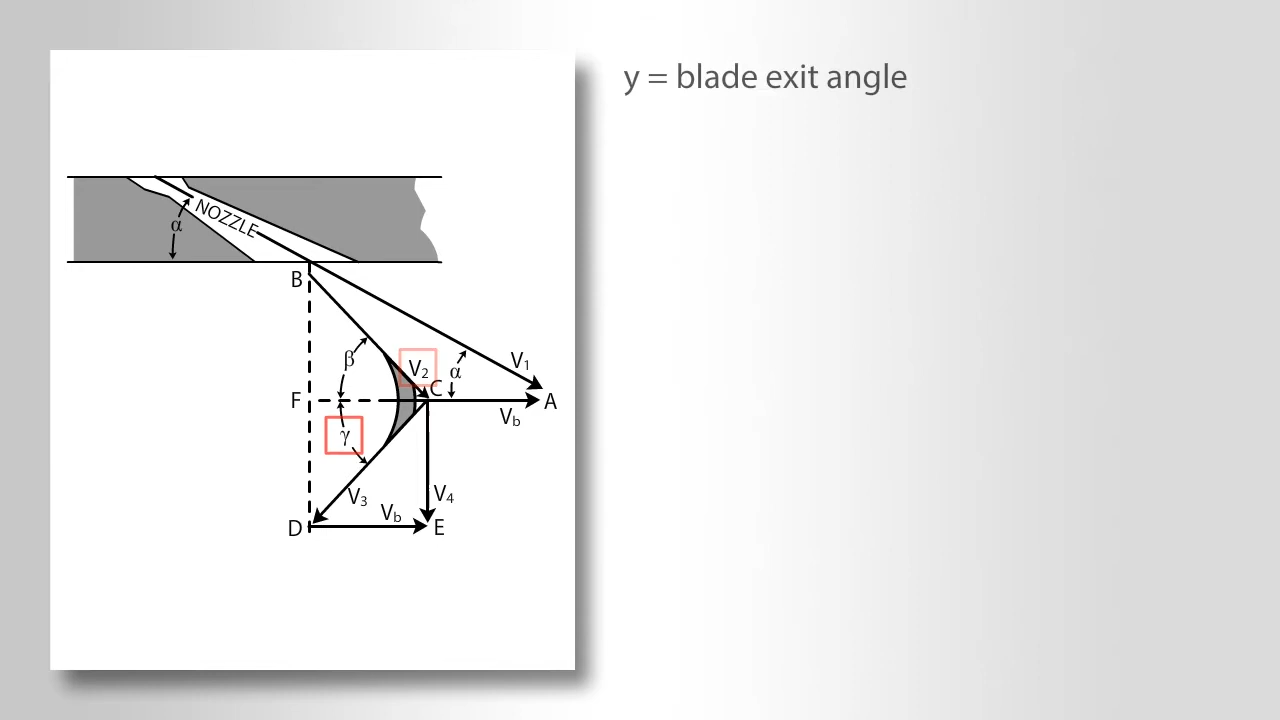 y = blade exit angle
α
NOZZLE
B
β
V₂
α
V₁
C
F
A
V_b
γ
V₃
V₄
V_b
D
E